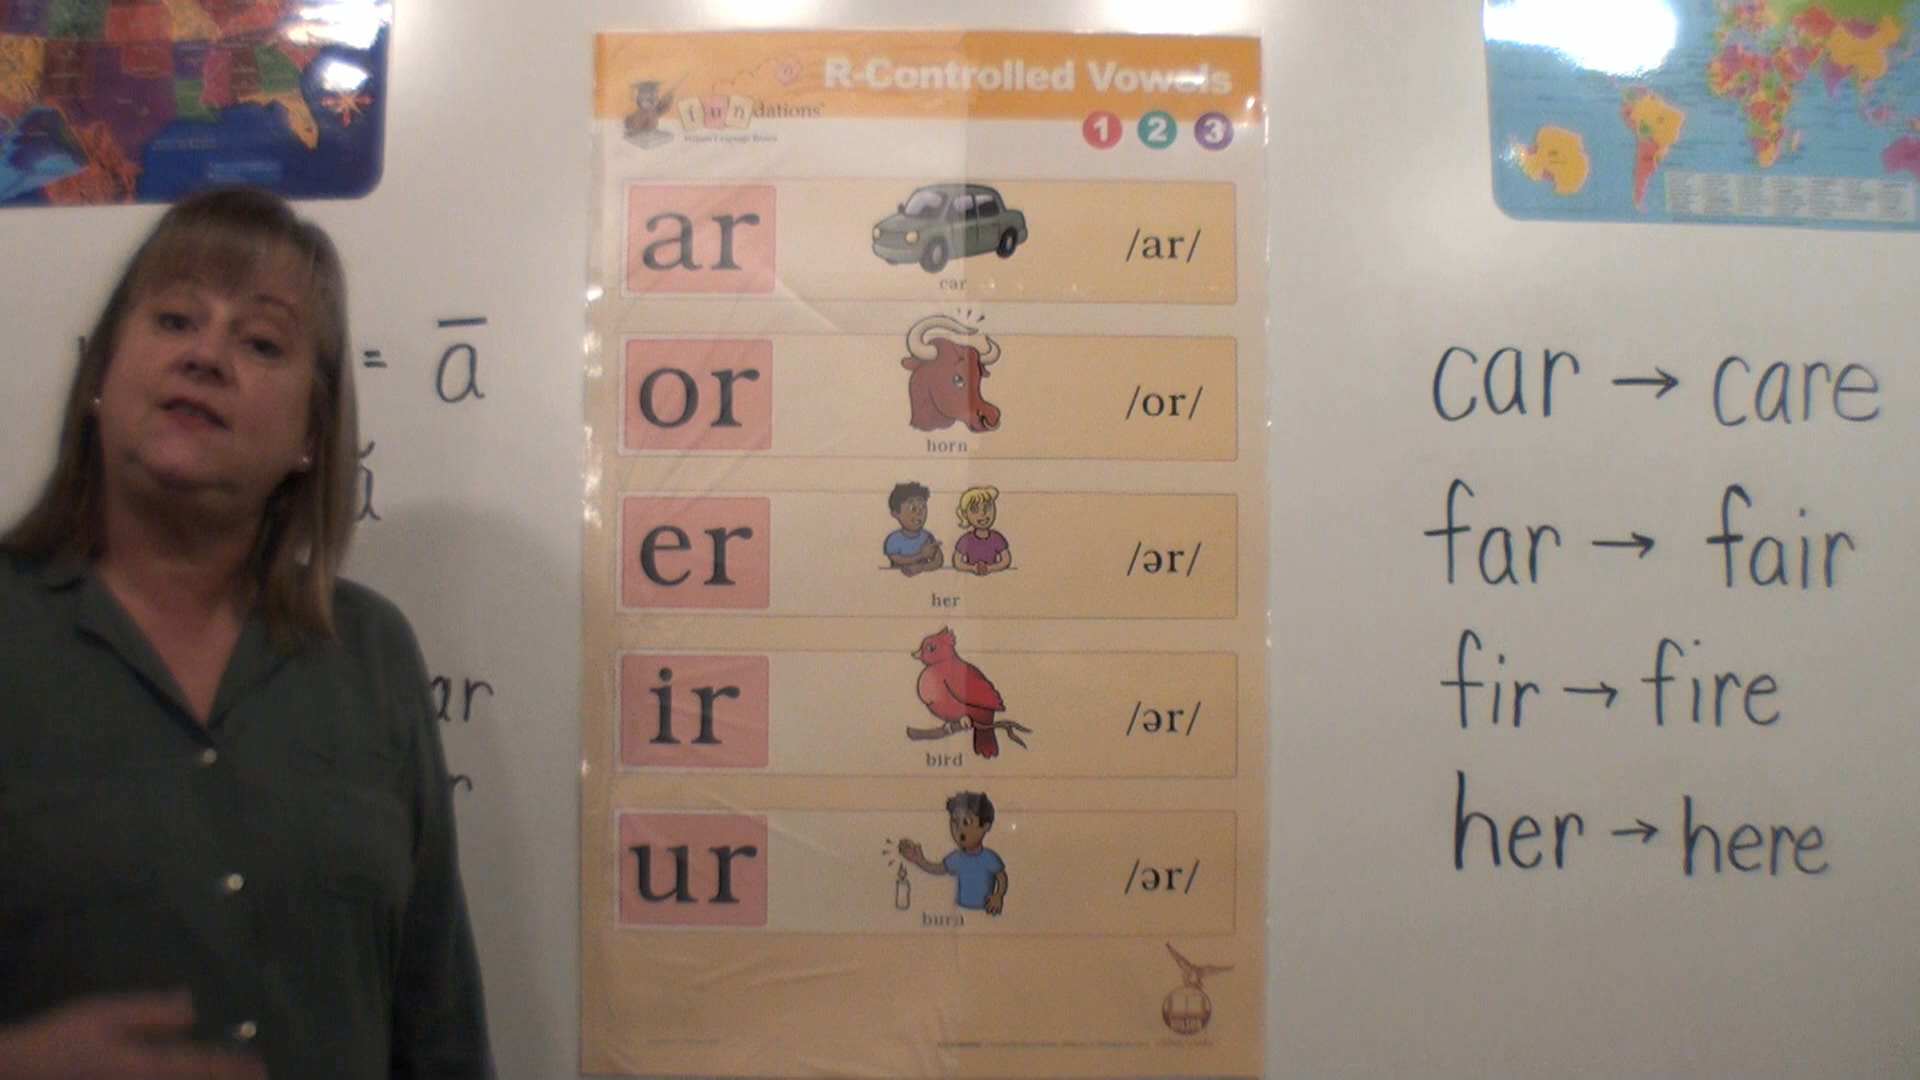 R-Controlled Vowels
fundations
1 2 3
ar car /ar/
or horn /or/
er her /ər/
ir bird /ər/
ur burn /ər/
= ā
ar
r
car → care
far → fair
fir → fire
her → here